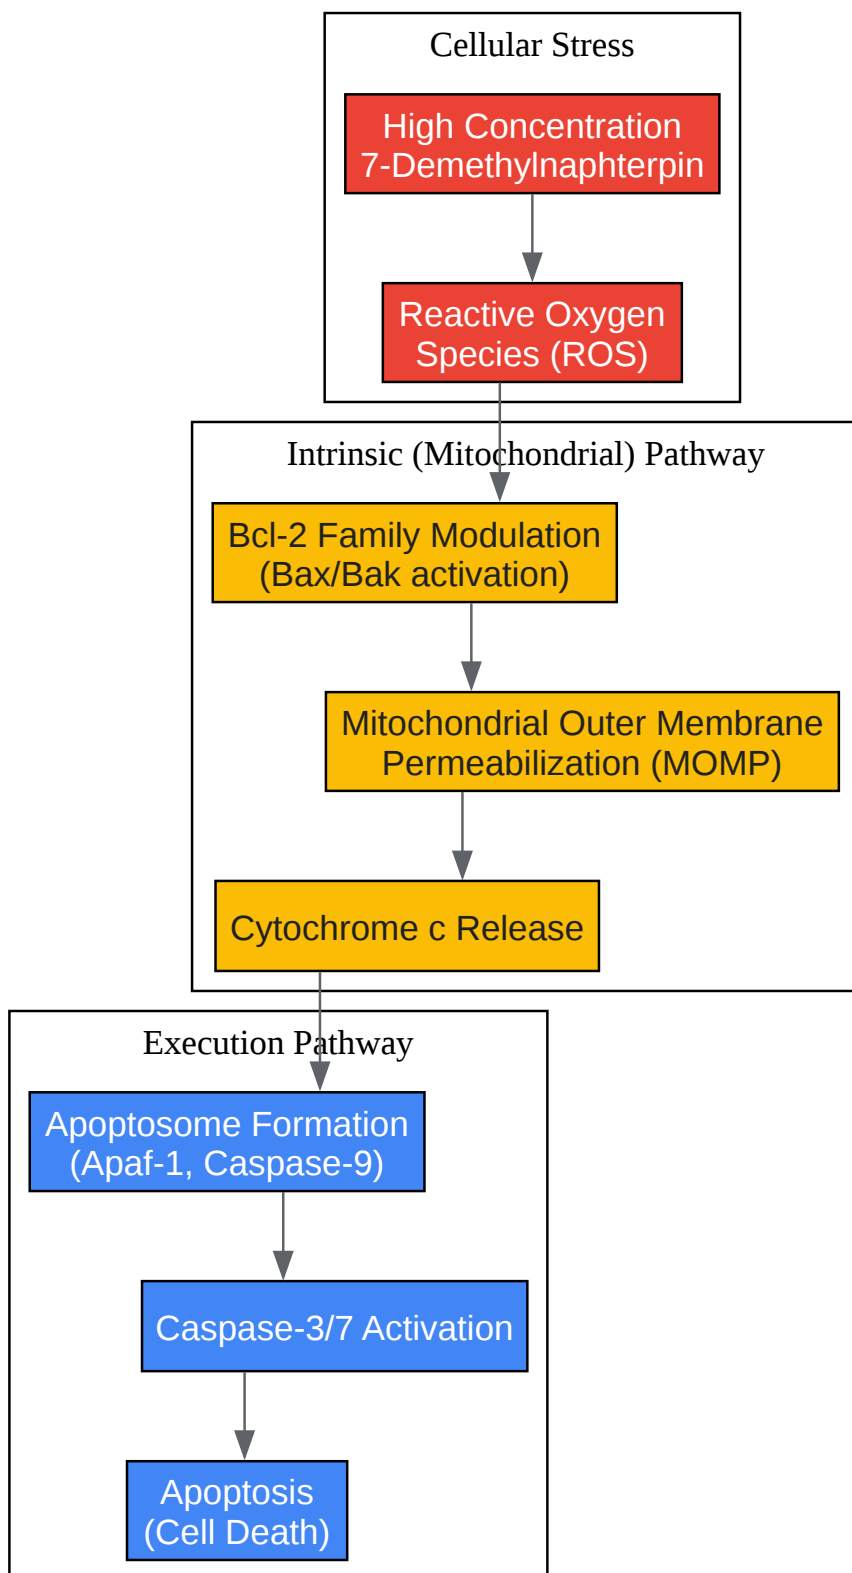 Cellular Stress
High Concentration
7-Demethylnaphterpin
Reactive Oxygen
Species (ROS)
Intrinsic (Mitochondrial) Pathway
Bcl-2 Family Modulation
(Bax/Bak activation)
Mitochondrial Outer Membrane
Permeabilization (MOMP)
Cytochrome c Release
Execution Pathway
Apoptosome Formation
(Apaf-1, Caspase-9)
Caspase-3/7 Activation
Apoptosis
(Cell Death)